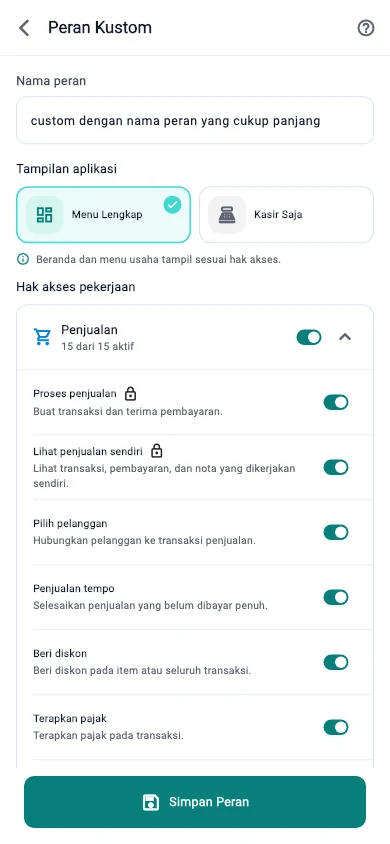 Peran Kustom
Nama peran
custom dengan nama peran yang cukup panjang
Tampilan aplikasi
Menu Lengkap
Kasir Saja
Beranda dan menu usaha tampil sesuai hak akses.
Hak akses pekerjaan
Penjualan
15 dari 15 aktif
Proses penjualan
Buat transaksi dan terima pembayaran.
Lihat penjualan sendiri
Lihat transaksi, pembayaran, dan nota yang dikerjakan
sendiri.
Pilih pelanggan
Hubungkan pelanggan ke transaksi penjualan.
Penjualan tempo
Selesaikan penjualan yang belum dibayar penuh.
Beri diskon
Beri diskon pada item atau seluruh transaksi.
Terapkan pajak
Terapkan pajak pada transaksi.
Simpan Peran